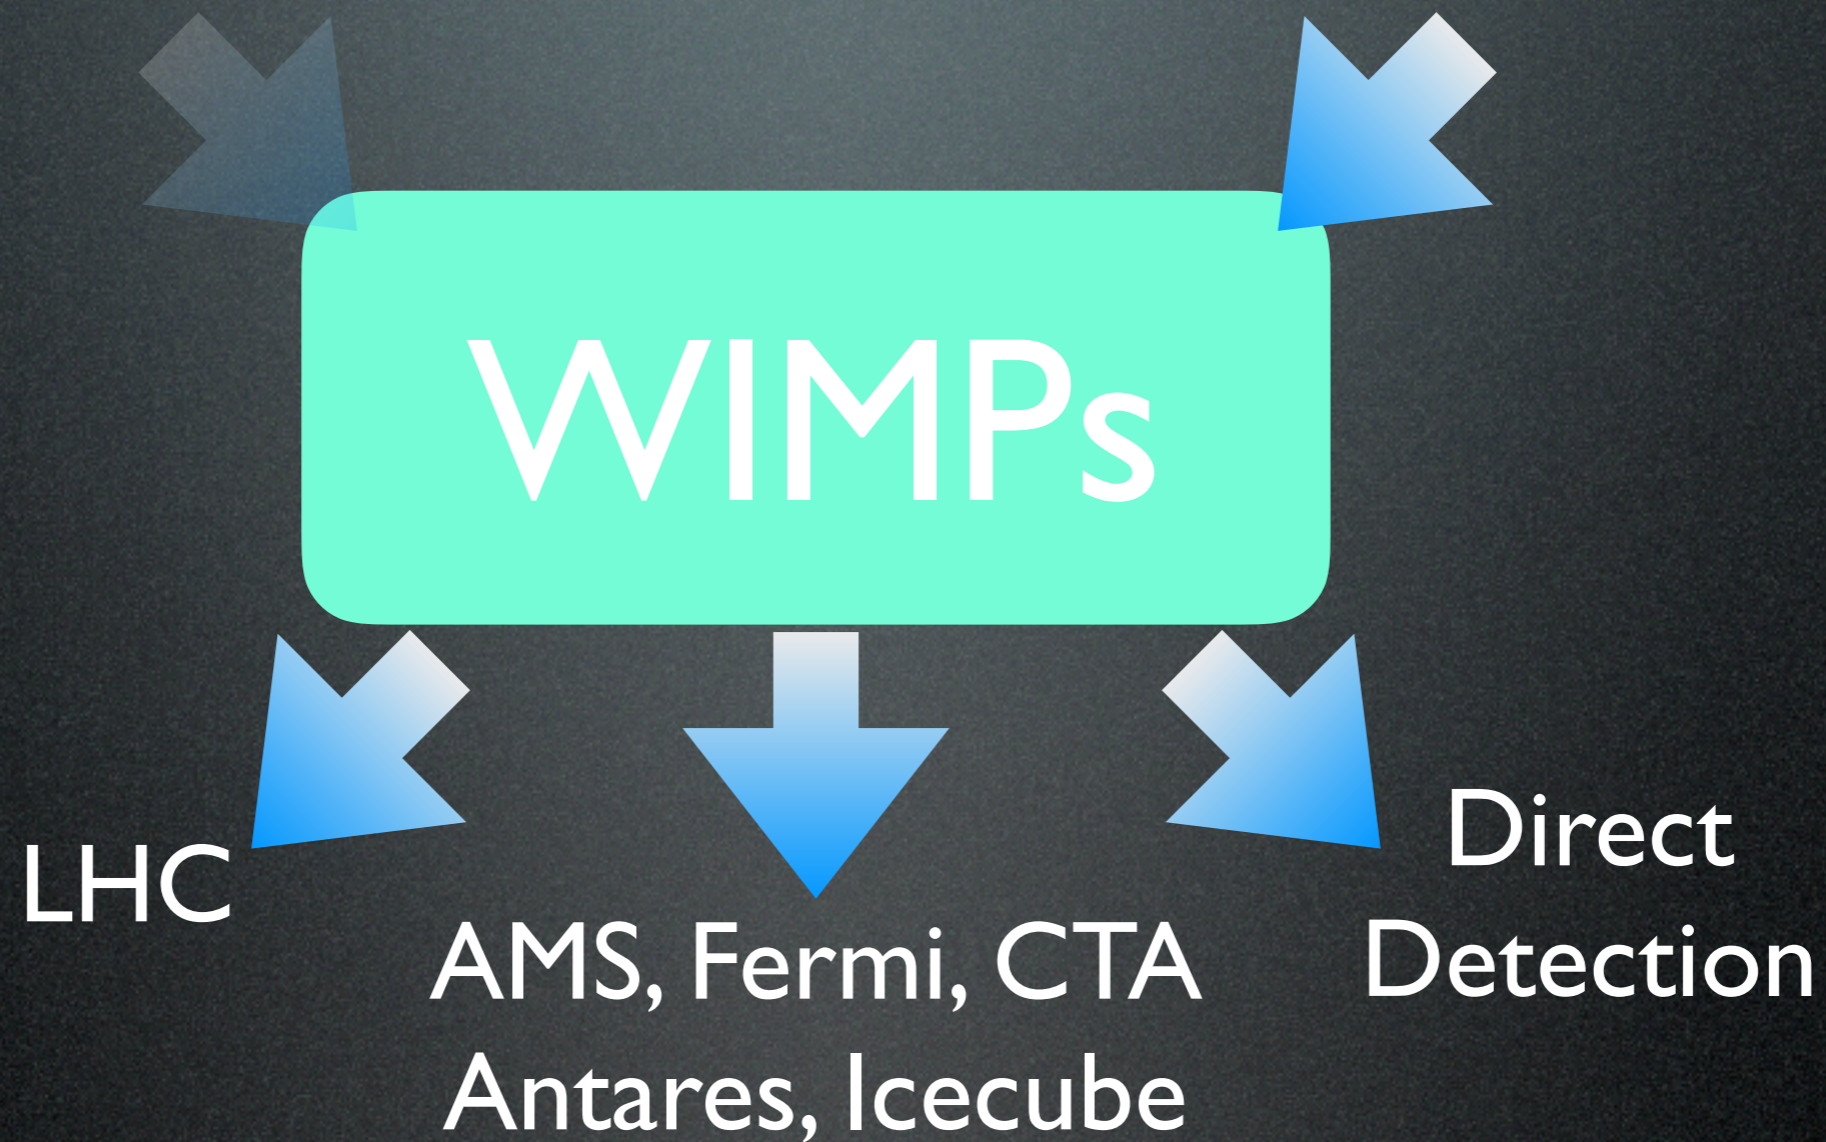 WIMPs
LHC
AMS, Fermi, CTA
Antares, Icecube
Direct
Detection